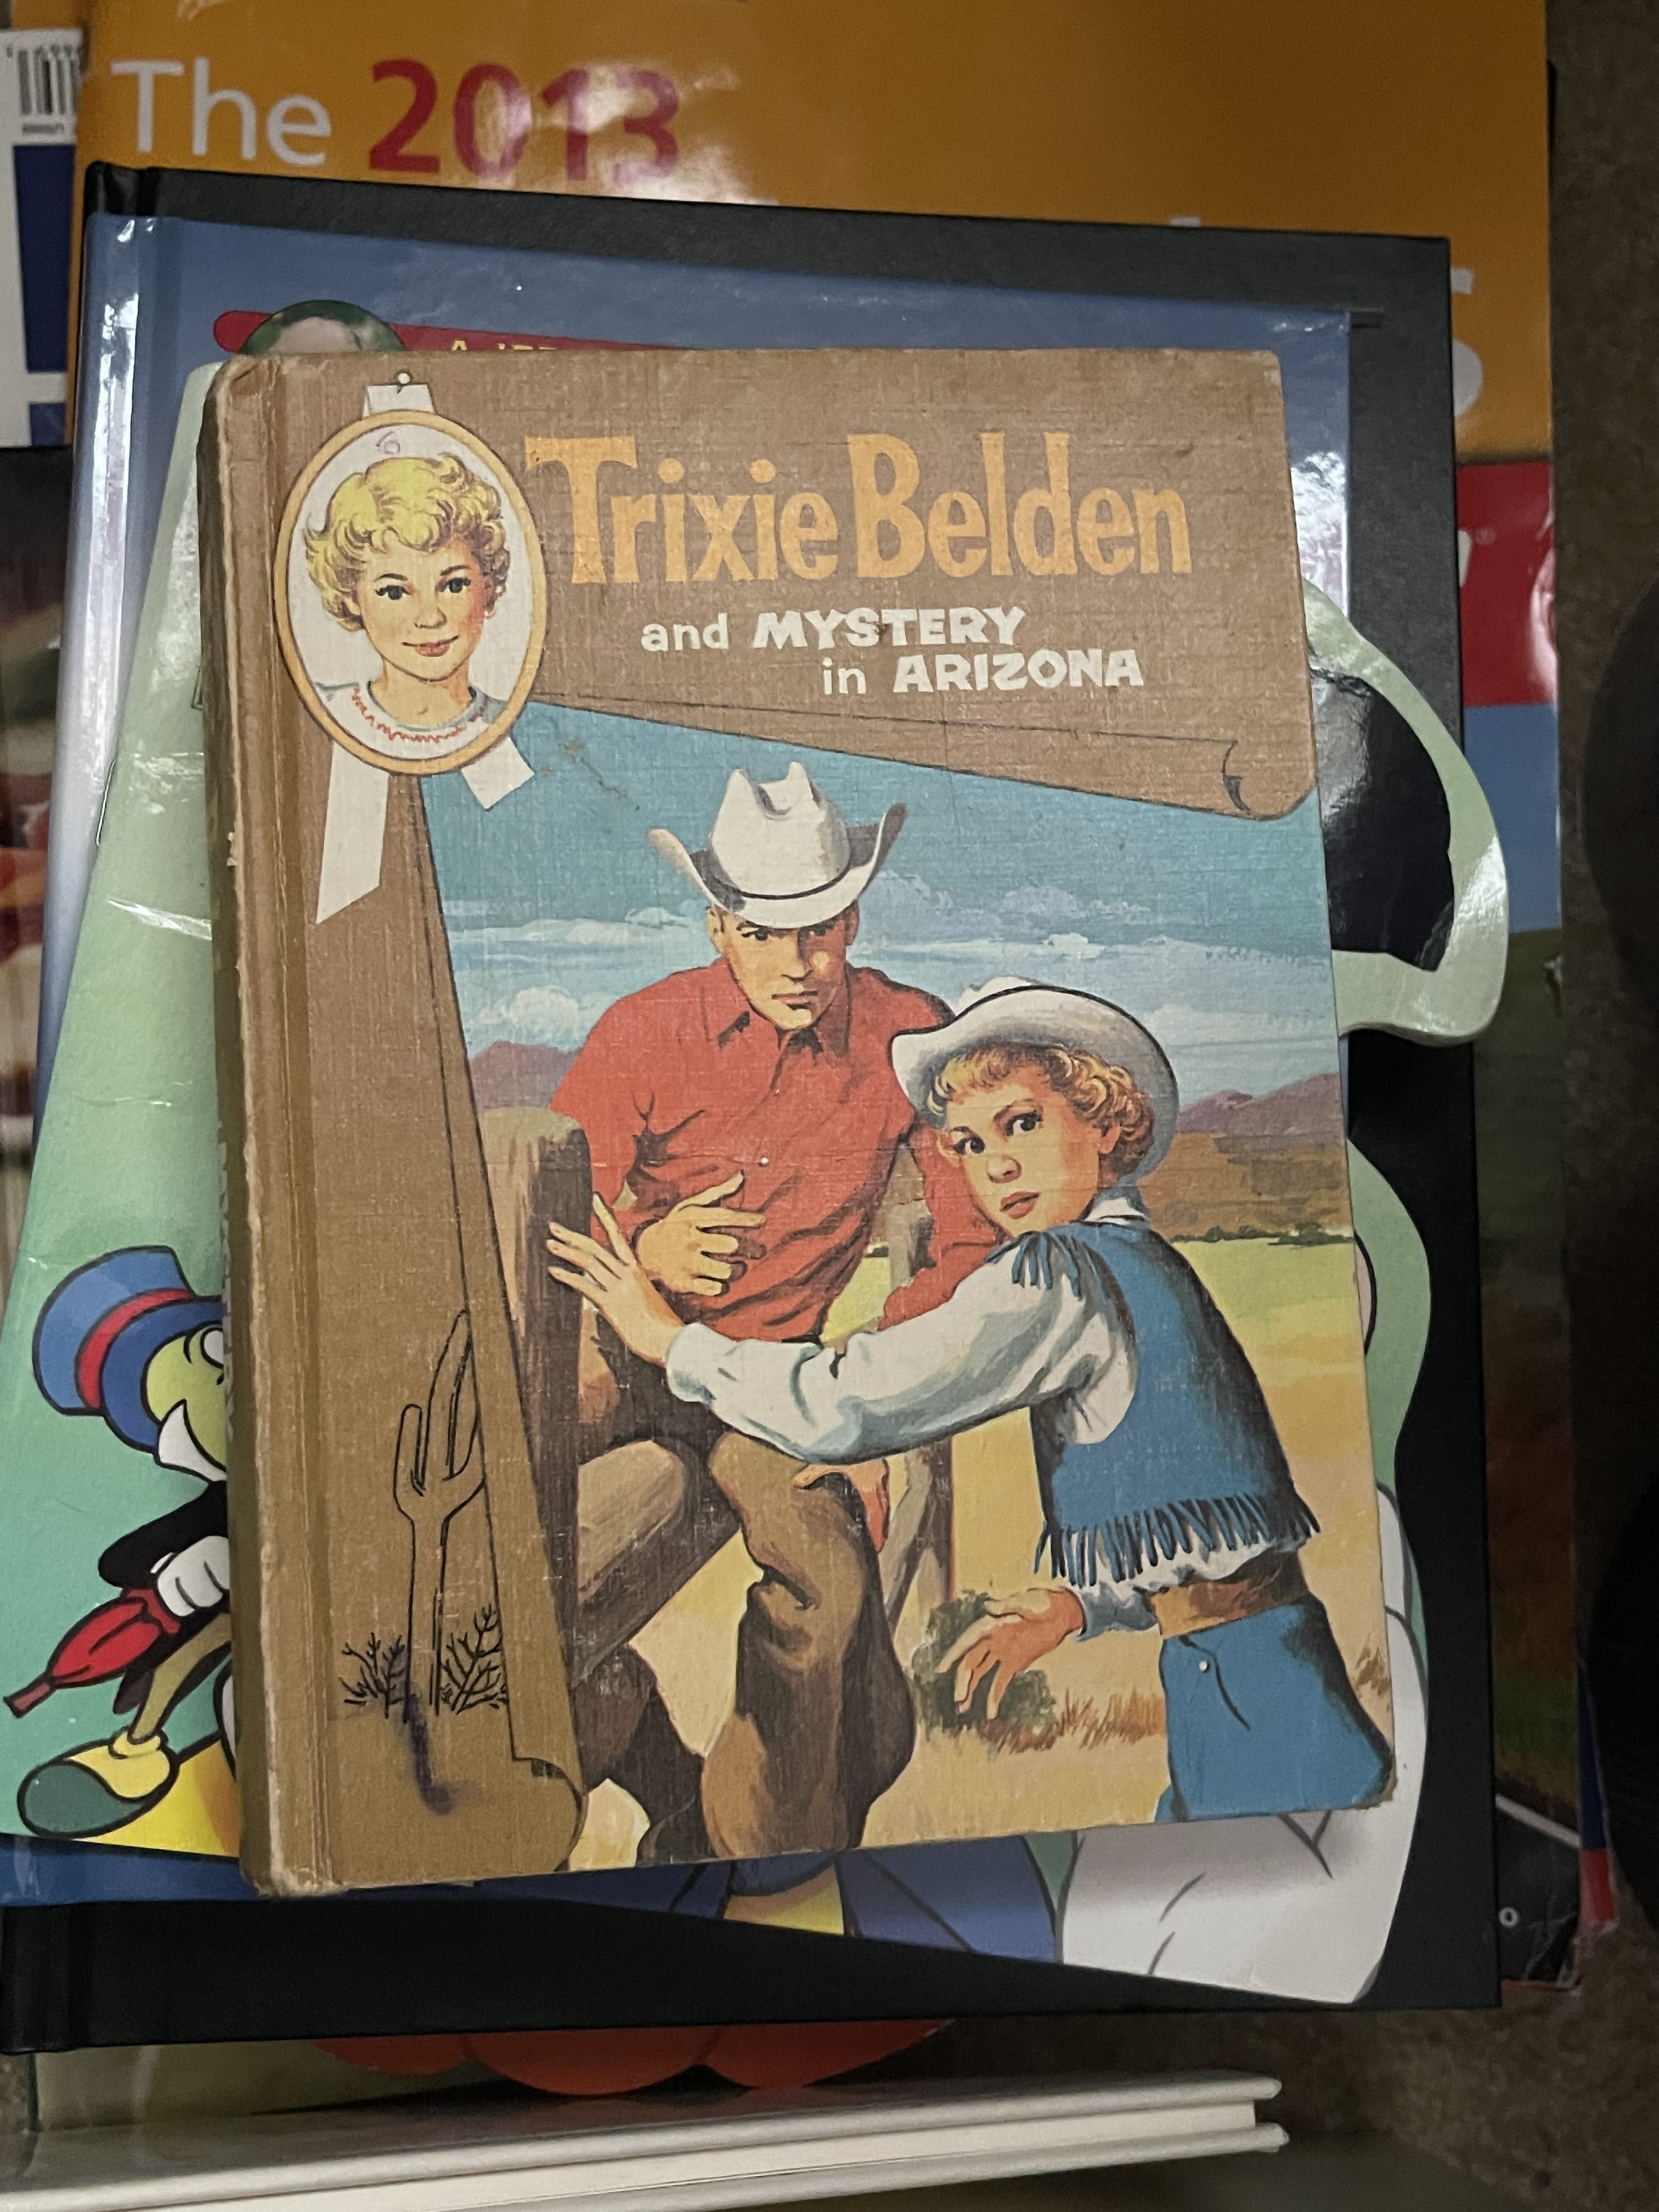 The 2013
Trixie Belden
and MYSTERY
in ARIZONA